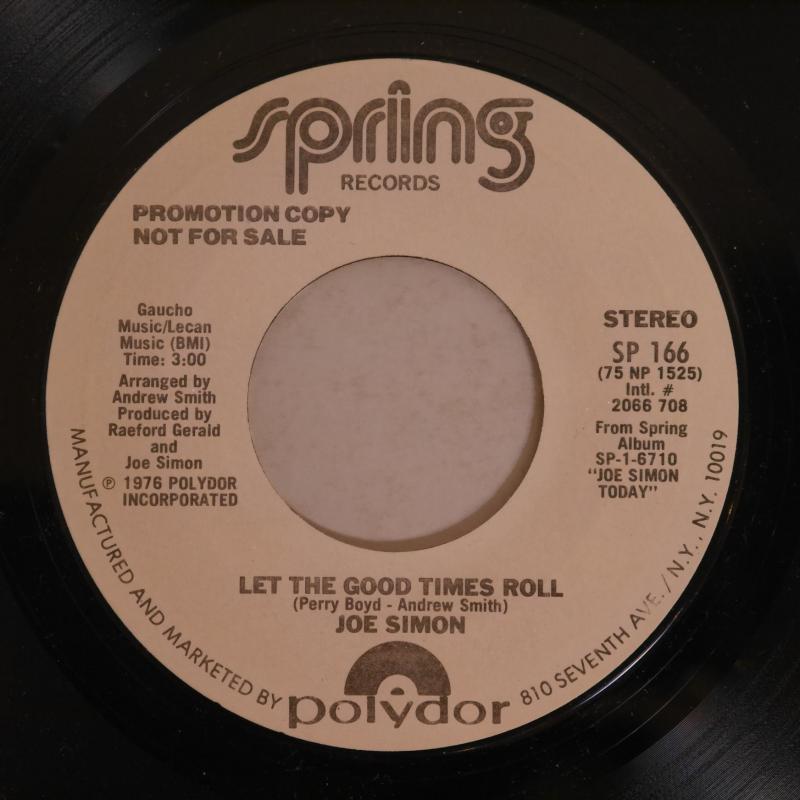 spring
RECORDS
PROMOTION COPY
NOT FOR SALE
Gaucho
Music/Lecan
Music (BMI)
Time: 3:00
Arranged by
Andrew Smith
Produced by
Raeford Gerald
and
Joe Simon
℗ 1976 POLYDOR
INCORPORATED
STEREO
SP 166
(75 NP 1525)
Intl. #
2066 708
From Spring
Album
SP-1-6710
"JOE SIMON
TODAY"
LET THE GOOD TIMES ROLL
(Perry Boyd - Andrew Smith)
JOE SIMON
MANUFACTURED AND MARKETED BY
polydor
810 SEVENTH AVE./N.Y., N.Y. 10019